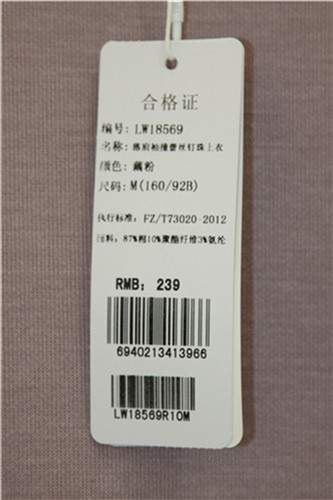 合格证
编号: LW18569
名称: 落肩袖撞蕾丝钉珠上衣
颜色: 藕粉
尺码: M(160/92B)
执行标准: FZ/T73020-2012
面料: 87%棉10%聚酯纤维3%氨纶
RMB: 239
6940213413966
LW18569R10M